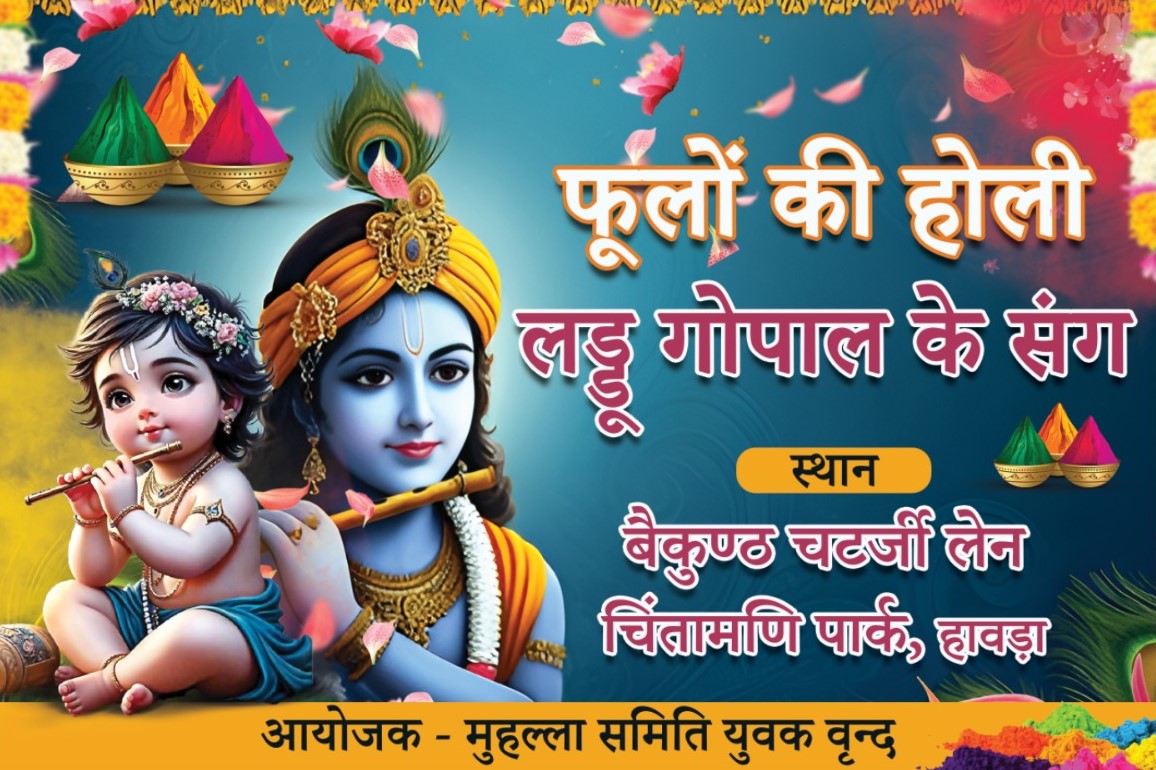 फूलों की होली
लड्डू गोपाल के संग
स्थान
बैकुण्ठ चटर्जी लेन
चिंतामणि पार्क, हावड़ा
आयोजक - मुहल्ला समिति युवक वृन्द